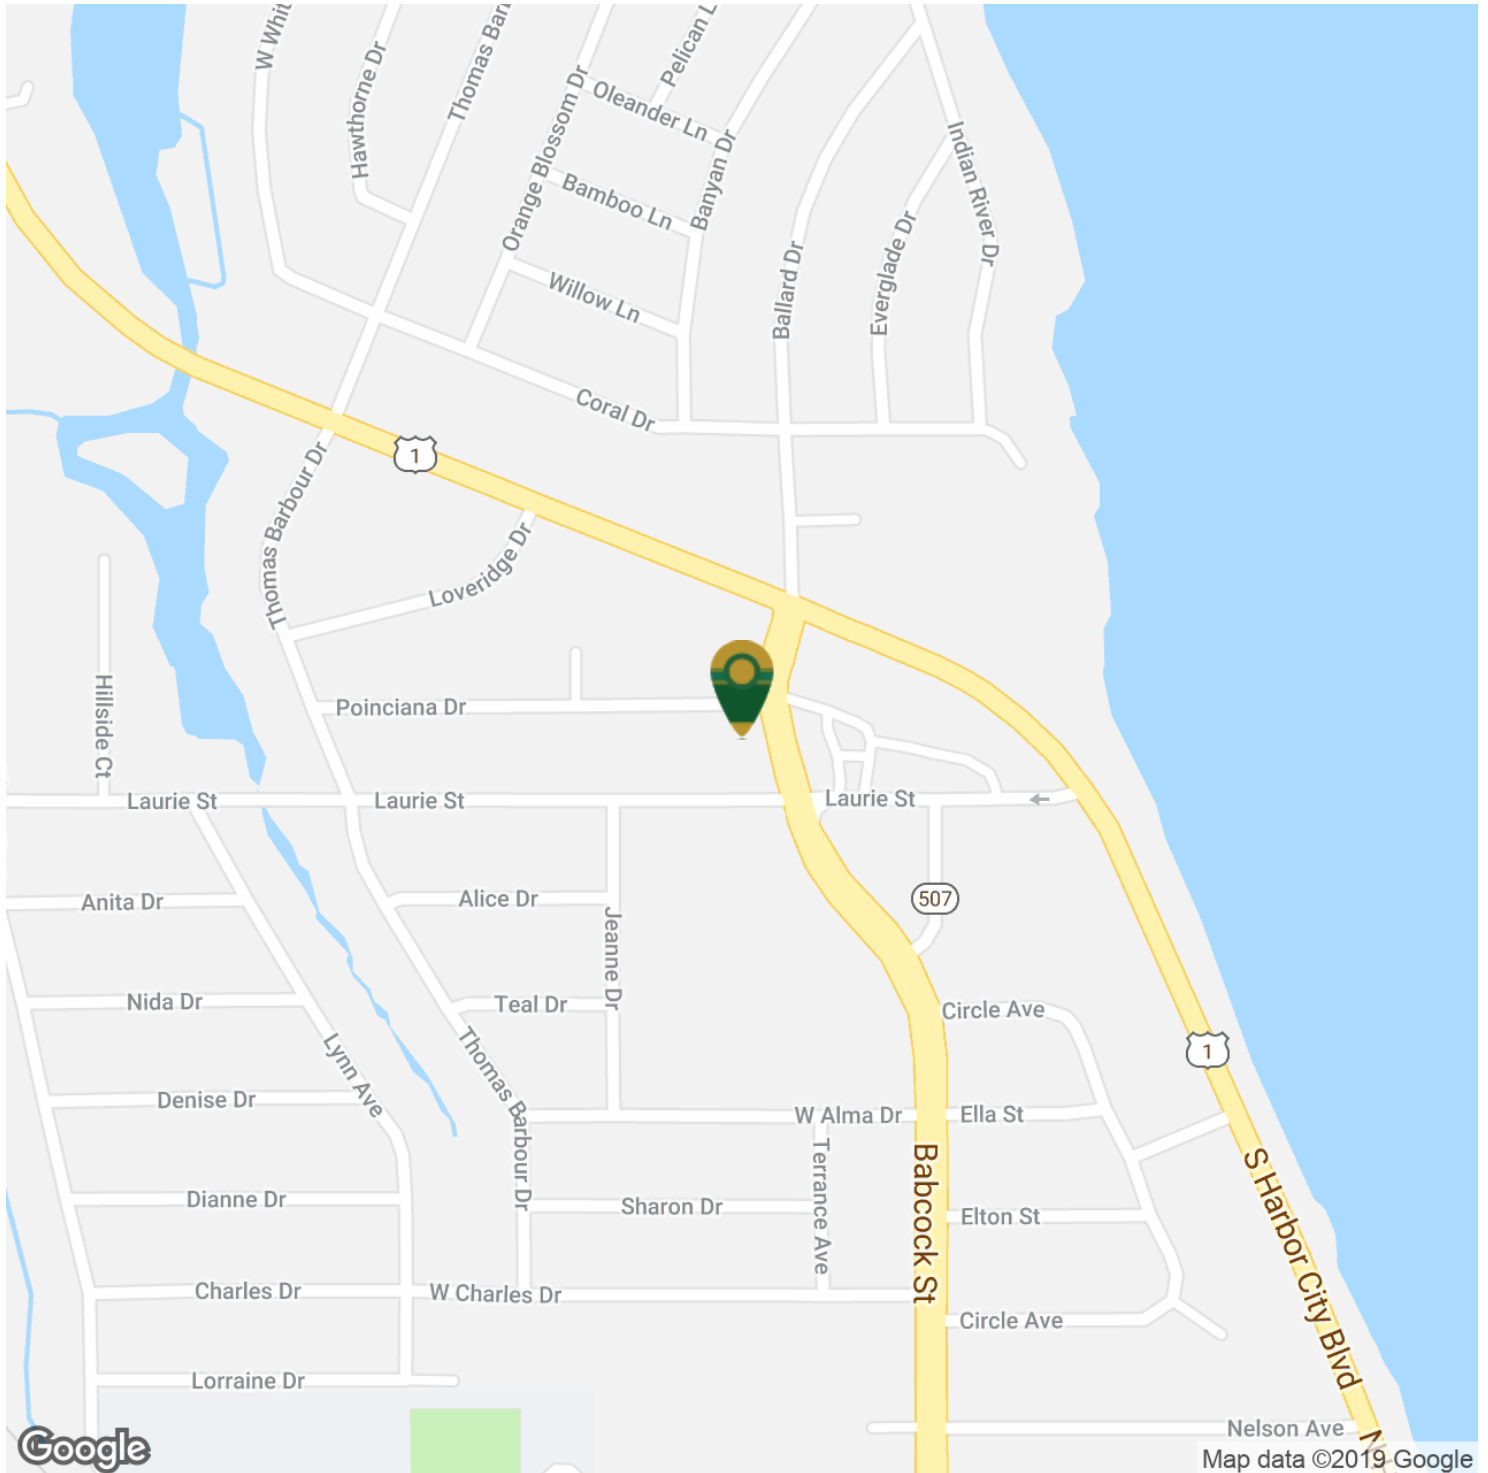 W Whit
Hawthorne Dr
Thomas Bar
Pelican L
Oleander Ln
Orange Blossom Dr
Banyan Dr
Bamboo Ln
Indian River Dr
Everglade Dr
Ballard Dr
Willow Ln
Coral Dr
1
Thomas Barbour Dr
Loveridge Dr
Hillside Ct
Poinciana Dr
Laurie St
Laurie St
Laurie St
Anita Dr
Alice Dr
507
Jeanne Dr
Nida Dr
Teal Dr
Circle Ave
Lynn Ave
Thomas Barbour Dr
1
Denise Dr
W Alma Dr
Ella St
Terrance Ave
Babcock St
S Harbor City Blvd
Dianne Dr
Sharon Dr
Elton St
Charles Dr
W Charles Dr
Circle Ave
Lorraine Dr
Nelson Ave
Google
Map data ©2019 Google